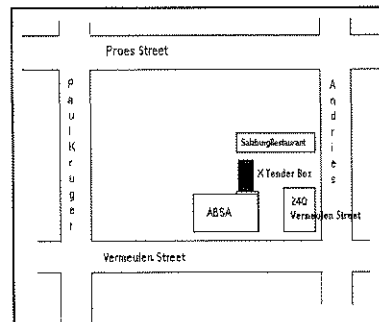 Proes Street
Paul Kruger
Andries
Salzburg Restaurant
X Tender Box
ABSA
240
Vermeulen Street
Vermeulen Street